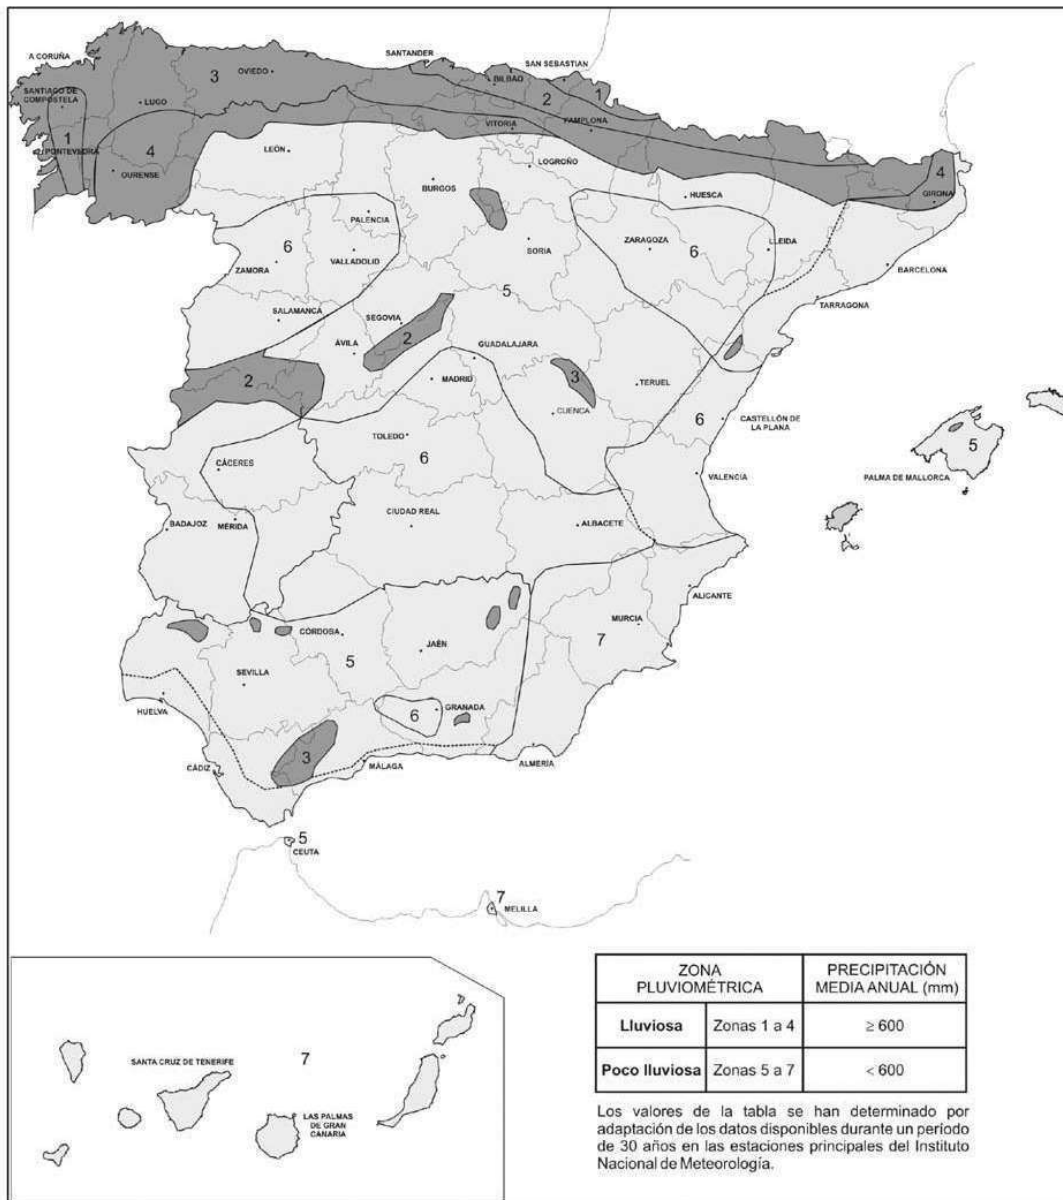 A CORUÑA
SANTANDER
SAN SEBASTIAN
3
OVIEDO
BILBAO
SANTIAGO DE
COMPOSTELA
LUGO
2
1
1
VITORIA
PAMPLONA
PONTEVEDRA
4
LEÓN
OURENSE
LOGROÑO
4
GIRONA
BURGOS
HUESCA
PALENCIA
6
ZARAGOZA
6
LLEIDA
SORIA
VALLADOLID
ZAMORA
BARCELONA
5
TARRAGONA
SALAMANCA
SEGOVIA
2
ÁVILA
GUADALAJARA
2
MADRID
3
TERUEL
CUENCA
6
CASTELLÓN DE
LA PLANA
TOLEDO
6
5
CÁCERES
VALENCIA
PALMA DE MALLORCA
CIUDAD REAL
BADAJOZ
MÉRIDA
ALBACETE
ALICANTE
MURCIA
CÓRDOBA
7
JAÉN
5
SEVILLA
HUELVA
6
GRANADA
3
MÁLAGA
ALMERÍA
CÁDIZ
5
CEUTA
7
MELILLA
SANTA CRUZ DE TENERIFE
7
LAS PALMAS
DE GRAN
CANARIA
ZONA
PLUVIOMÉTRICA
PRECIPITACIÓN
MEDIA ANUAL (mm)
Lluviosa Zonas 1 a 4 ≥ 600
Poco lluviosa Zonas 5 a 7 < 600
Los valores de la tabla se han determinado por
adaptación de los datos disponibles durante un período
de 30 años en las estaciones principales del Instituto
Nacional de Meteorología.